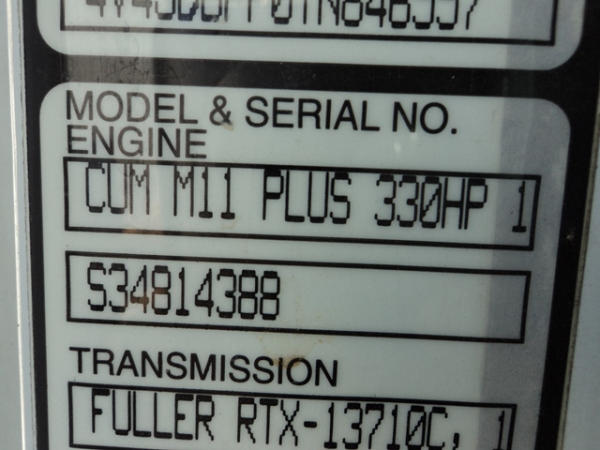 MODEL & SERIAL NO.
ENGINE
CUM M11 PLUS 330HP 1
S34814388
TRANSMISSION
FULLER RTX-13710C, 1